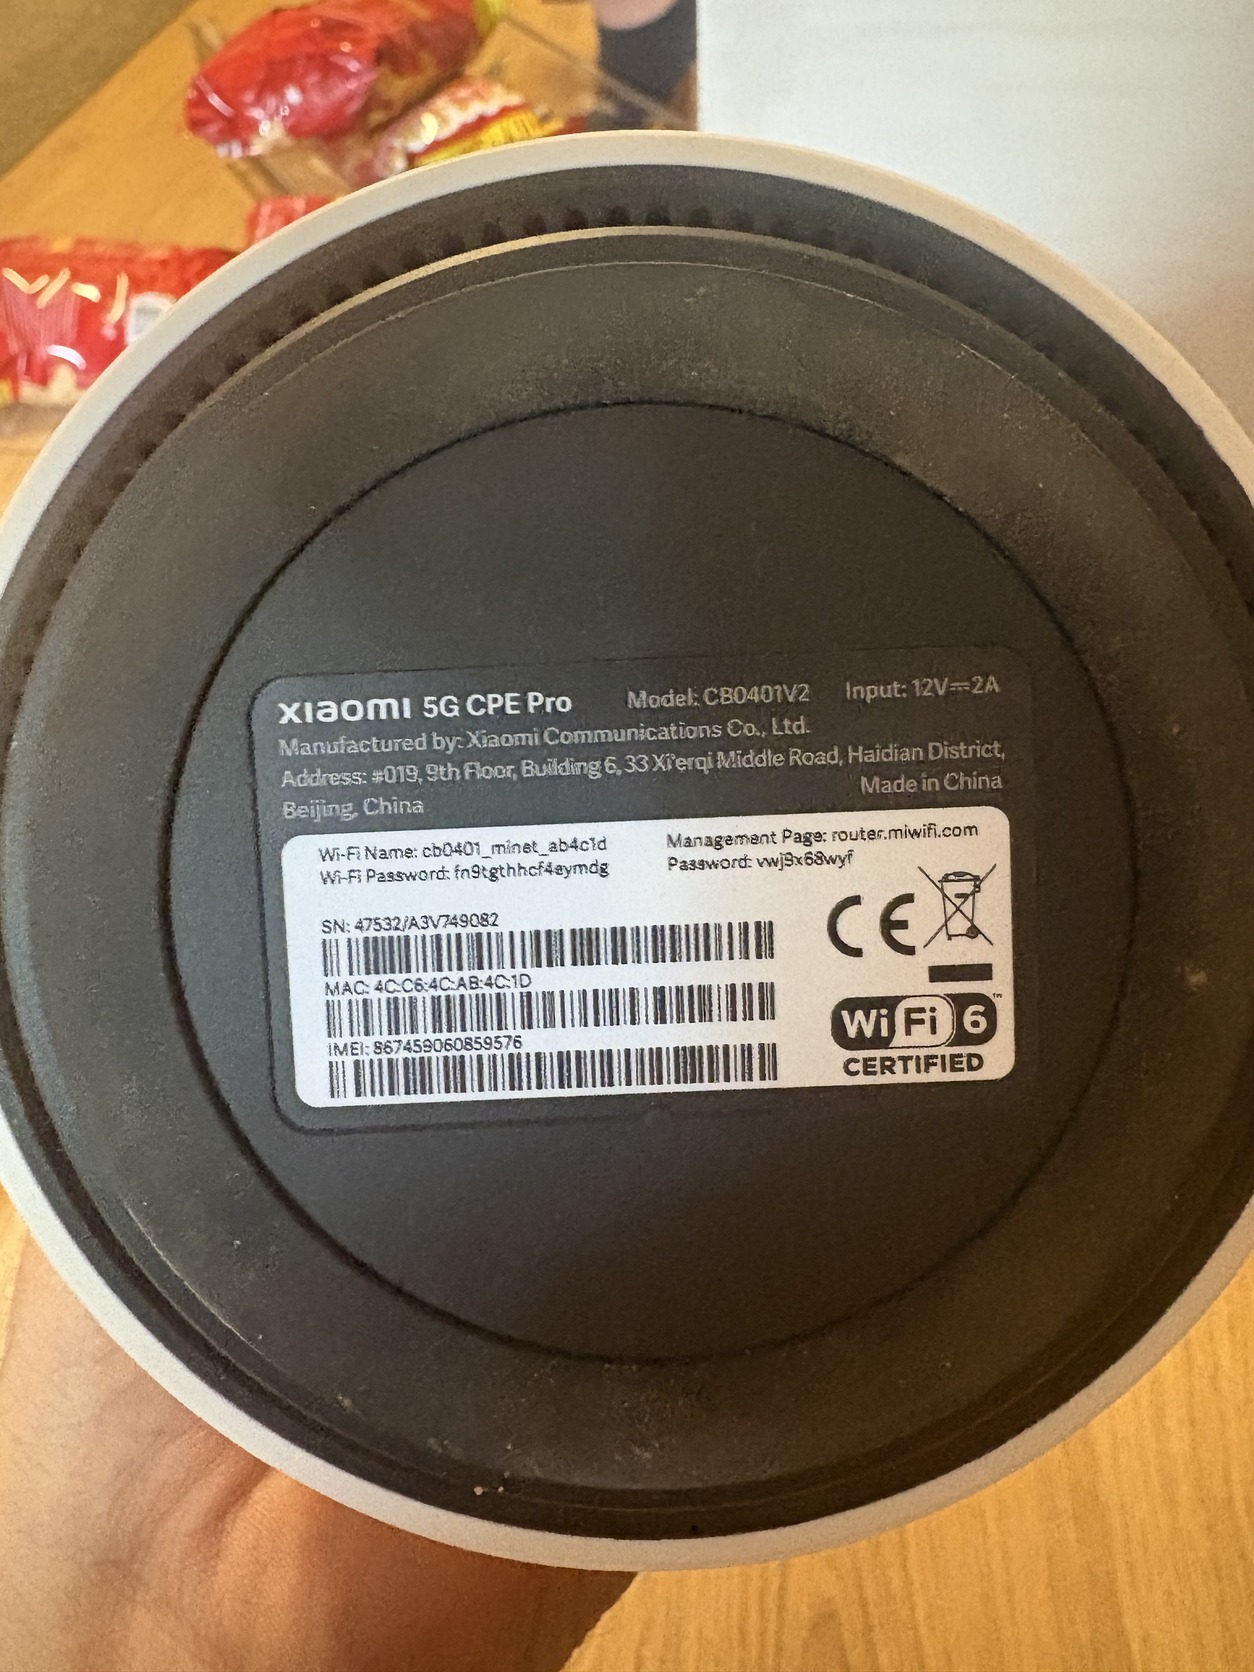 xiaomi 5G CPE Pro Model: CB0401V2 Input: 12V⎓2A
Manufactured by: Xiaomi Communications Co., Ltd.
Address: #019, 9th Floor, Building 6, 33 Xi'erqi Middle Road, Haidian District,
Beijing, China Made in China
Wi-Fi Name: cb0401_minet_ab4c1d Management Page: router.miwifi.com
Wi-Fi Password: fn9tgthhcf4eymdg Password: vwj9x68wyf
SN: 47532/A3V749082
MAC: 4C:C6:4C:AB:4C:1D
IMEI: 867459060859576
CE
Wi Fi 6 ™
CERTIFIED